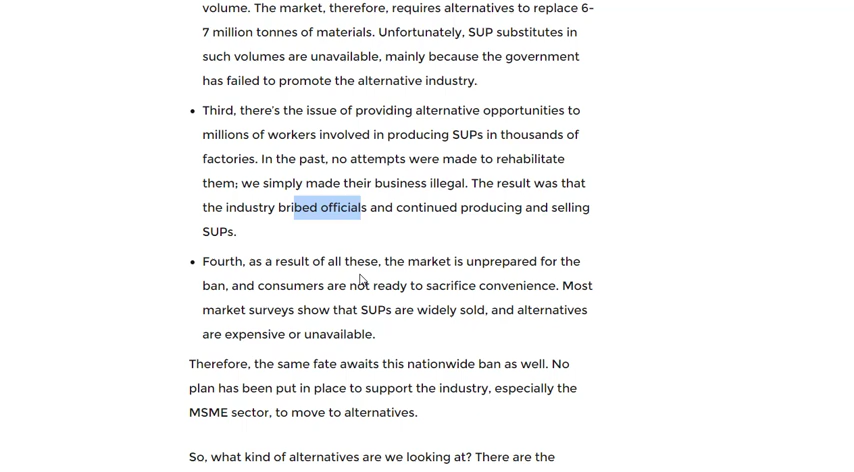 volume. The market, therefore, requires alternatives to replace 6-
7 million tonnes of materials. Unfortunately, SUP substitutes in
such volumes are unavailable, mainly because the government
has failed to promote the alternative industry.
• Third, there's the issue of providing alternative opportunities to
millions of workers involved in producing SUPs in thousands of
factories. In the past, no attempts were made to rehabilitate
them; we simply made their business illegal. The result was that
the industry bribed officials and continued producing and selling
SUPs.
• Fourth, as a result of all these, the market is unprepared for the
ban, and consumers are not ready to sacrifice convenience. Most
market surveys show that SUPs are widely sold, and alternatives
are expensive or unavailable.
Therefore, the same fate awaits this nationwide ban as well. No
plan has been put in place to support the industry, especially the
MSME sector, to move to alternatives.
So, what kind of alternatives are we looking at? There are the